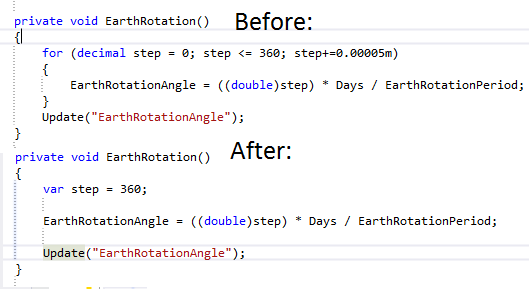 private void EarthRotation() Before:
{
for (decimal step = 0; step <= 360; step+=0.00005m)
{
EarthRotationAngle = ((double)step) * Days / EarthRotationPeriod;
}
Update("EarthRotationAngle");
}
private void EarthRotation() After:
{
var step = 360;
EarthRotationAngle = ((double)step) * Days / EarthRotationPeriod;
Update("EarthRotationAngle");
}